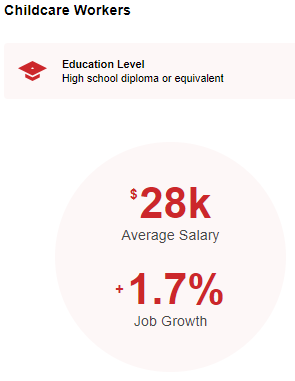 Childcare Workers
Education Level
High school diploma or equivalent
$28k
Average Salary
+1.7%
Job Growth